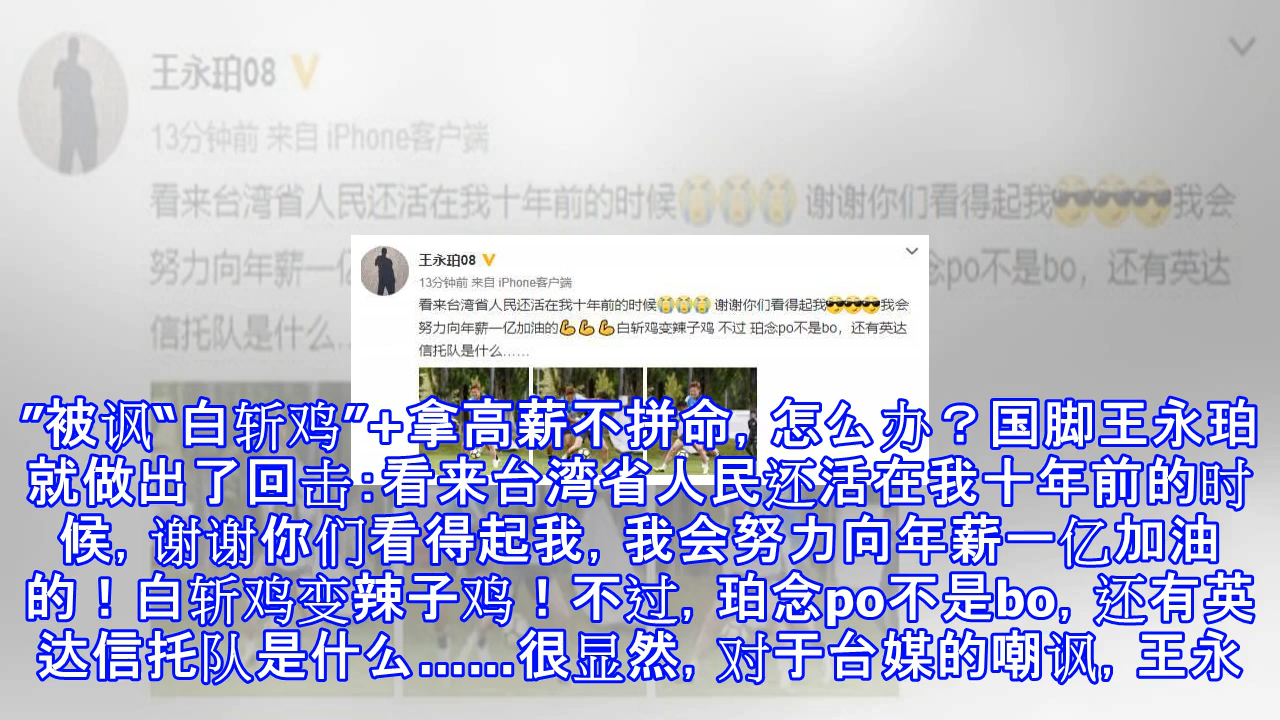 王永珀08
13分钟前 来自 iPhone客户端
看来台湾省人民还活在我十年前的时候😭😭😭 谢谢你们看得起我😎😎😎我会
努力向年薪一亿
念po不是bo，还有英达
信托队是什么…
王永珀08
13分钟前 来自 iPhone客户端
看来台湾省人民还活在我十年前的时候😭😭😭 谢谢你们看得起我😎😎😎我会
努力向年薪一亿加油的💪💪💪白斩鸡变辣子鸡 不过 珀念po不是bo，还有英达
信托队是什么……
”被讽“白斩鸡”+拿高薪不拼命，怎么办？国脚王永珀
就做出了回击:看来台湾省人民还活在我十年前的时
候，谢谢你们看得起我，我会努力向年薪一亿加油
的！白斩鸡变辣子鸡！不过，珀念po不是bo，还有英
达信托队是什么……很显然，对于台媒的嘲讽，王永